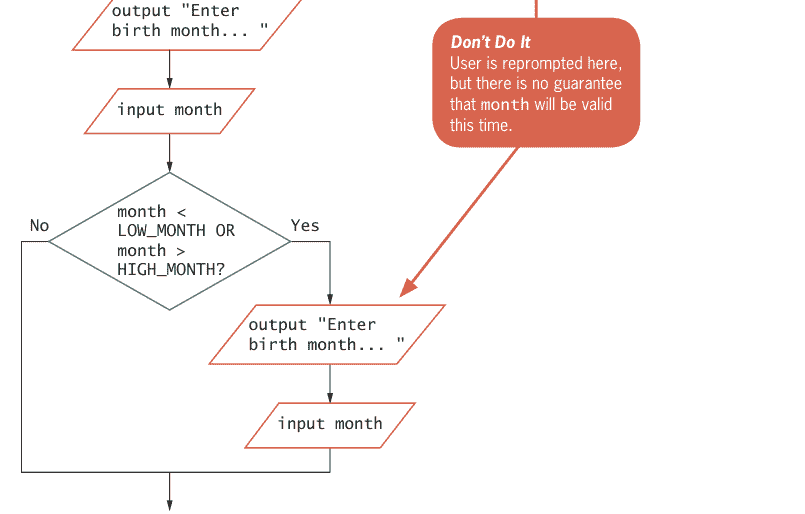 output "Enter
birth month... "
Don't Do It
User is reprompted here,
but there is no guarantee
that month will be valid
this time.
input month
No
month <
LOW_MONTH OR
month >
HIGH_MONTH?
Yes
output "Enter
birth month... "
input month